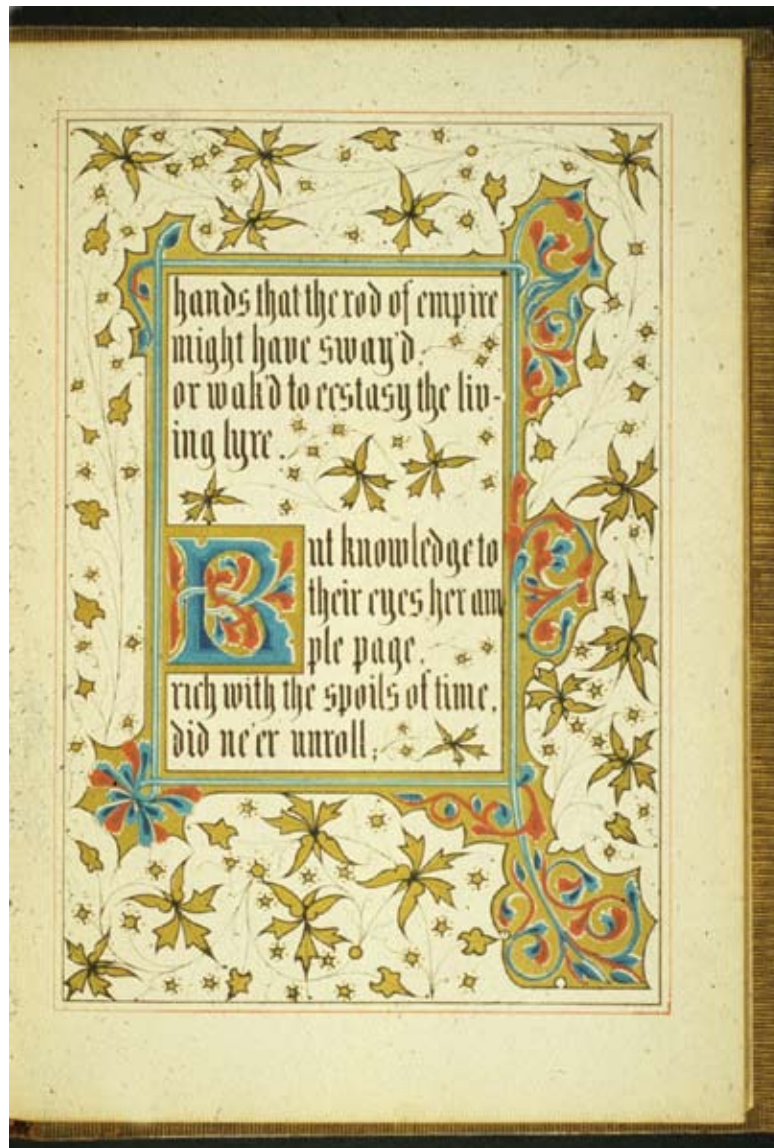 hands that the rod of empire
might have sway'd,
or wak'd to ecstasy the liv-
ing lyre.
But knowledge to
their eyes her am
ple page,
rich with the spoils of time,
did ne'er unroll;